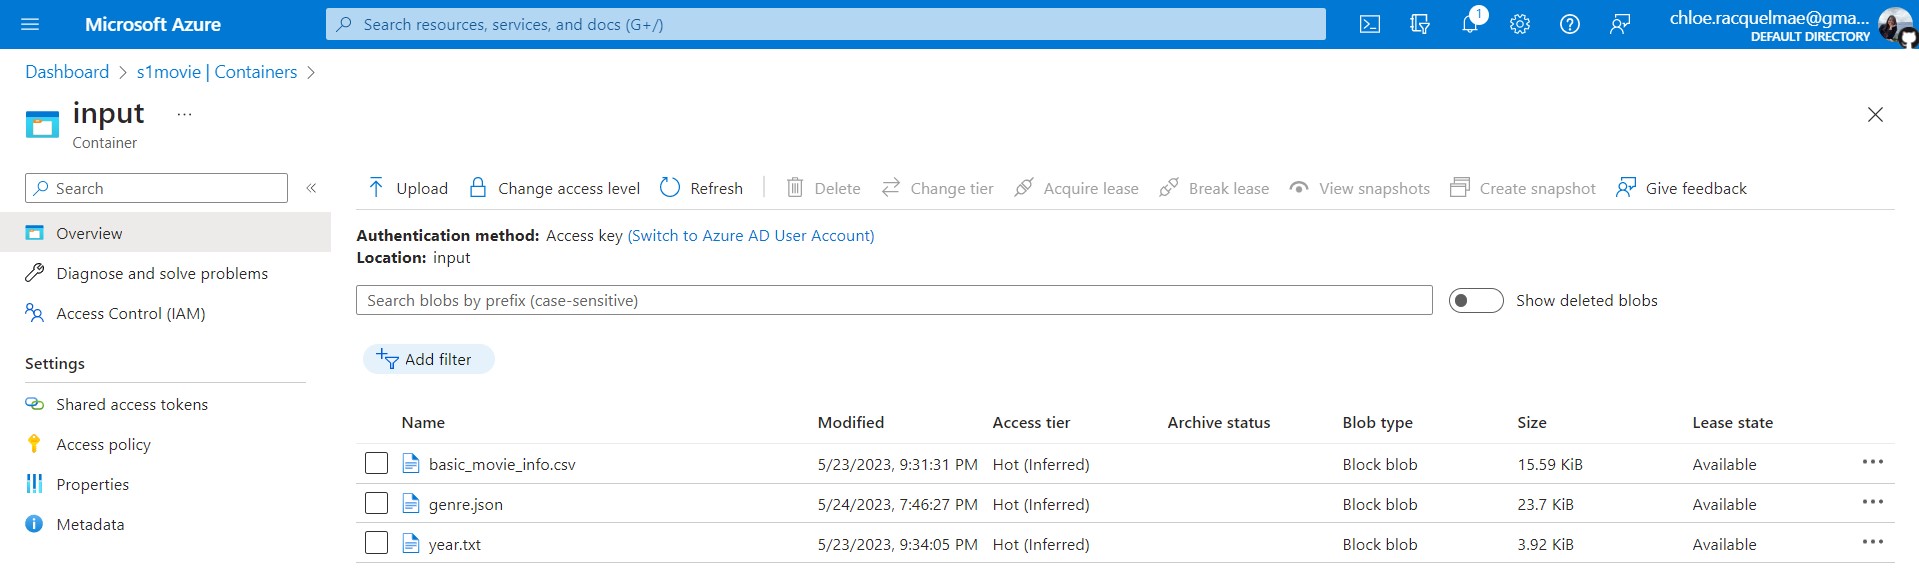 Microsoft Azure
Search resources, services, and docs (G+/)
1
chloe.racquelmae@gma...
DEFAULT DIRECTORY
Dashboard > s1movie | Containers >
input ...
Container
Search «
Upload Change access level Refresh Delete Change tier Acquire lease Break lease View snapshots Create snapshot Give feedback
Overview
Diagnose and solve problems
Access Control (IAM)
Settings
Shared access tokens
Access policy
Properties
Metadata
Authentication method: Access key (Switch to Azure AD User Account)
Location: input
Search blobs by prefix (case-sensitive)
Show deleted blobs
Add filter
Name Modified Access tier Archive status Blob type Size Lease state
basic_movie_info.csv 5/23/2023, 9:31:31 PM Hot (Inferred) Block blob 15.59 KiB Available ...
genre.json 5/24/2023, 7:46:27 PM Hot (Inferred) Block blob 23.7 KiB Available ...
year.txt 5/23/2023, 9:34:05 PM Hot (Inferred) Block blob 3.92 KiB Available ...